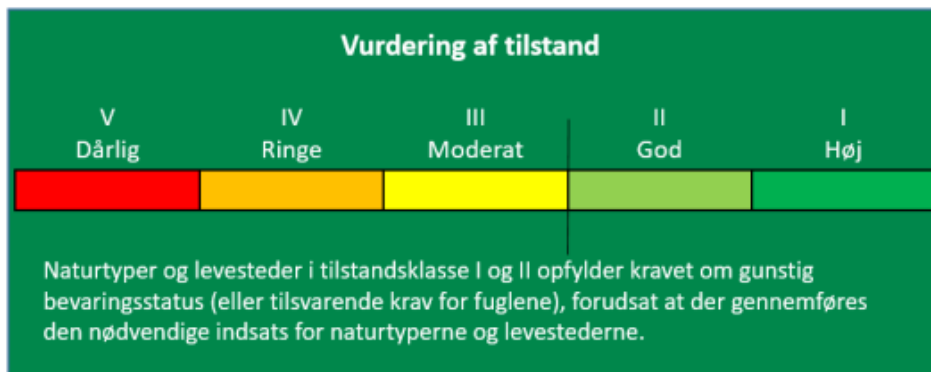 Vurdering af tilstand
V IV III II I
Dårlig Ringe Moderat God Høj
Naturtyper og levesteder i tilstandsklasse I og II opfylder kravet om gunstig
bevaringsstatus (eller tilsvarende krav for fuglene), forudsat at der gennemføres
den nødvendige indsats for naturtyperne og levestederne.